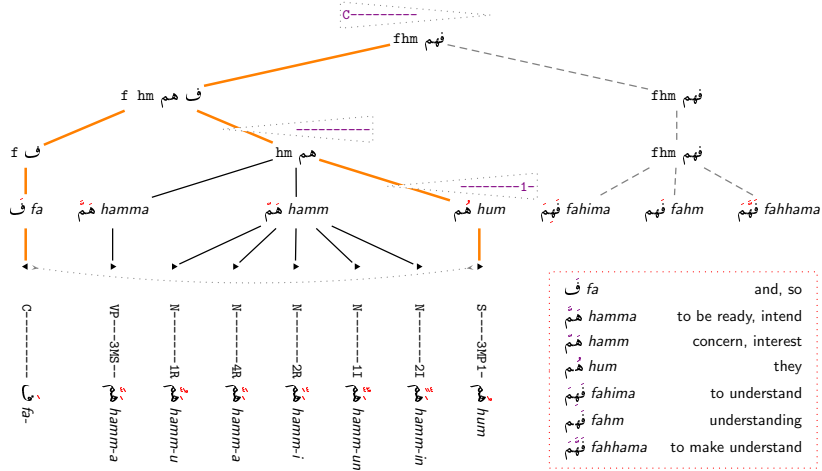 C---------
fhm فهم
f hm ف هم
fhm فهم
----------
f ف
hm هم
fhm فهم
--------1-
فَ fa
هَمَّ hamma
هَمّ hamm
هُم hum
فَهِمَ fahima
فَهْم fahm
فَهَّمَ fahhama
C---------
VP---3MS--
N-------1R
N-------4R
N-------2R
N-------1I
N-------2I
S----3MP1-
فَ fa-
هَمَّ hamm-a
هَمُّ hamm-u
هَمَّ hamm-a
هَمِّ hamm-i
هَمٌّ hamm-un
هَمٍّ hamm-in
هُم hum
فَ fa and, so
هَمَّ hamma to be ready, intend
هَمّ hamm concern, interest
هُم hum they
فَهِمَ fahima to understand
فَهْم fahm understanding
فَهَّمَ fahhama to make understand